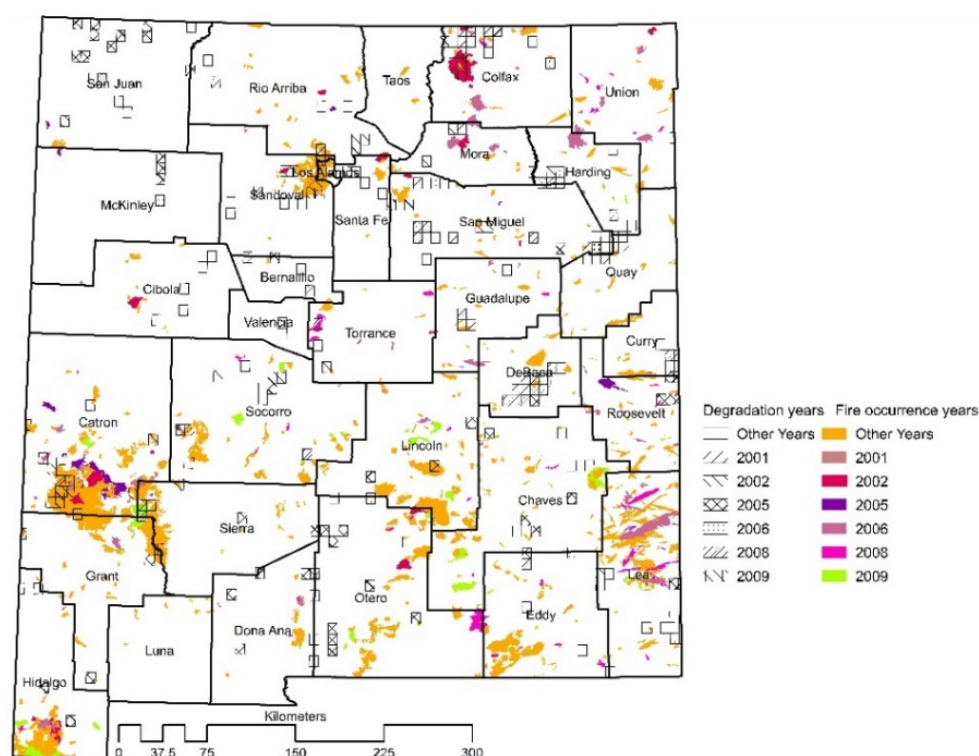 San Juan
Rio Arriba
Taos
Colfax
Union
Mora
Harding
Los Alamos
Sandoval
McKinley
Santa Fe
San Miguel
Quay
Bernalillo
Cibola
Guadalupe
Valencia
Torrance
Curry
DeBaca
Roosevelt
Catron
Socorro
Lincoln
Chaves
Sierra
Lea
Grant
Otero
Eddy
Dona Ana
Luna
Hidalgo
Degradation years Fire occurrence years
Other Years Other Years
2001 2001
2002 2002
2005 2005
2006 2006
2008 2008
2009 2009
Kilometers
0 37.5 75 150 225 300